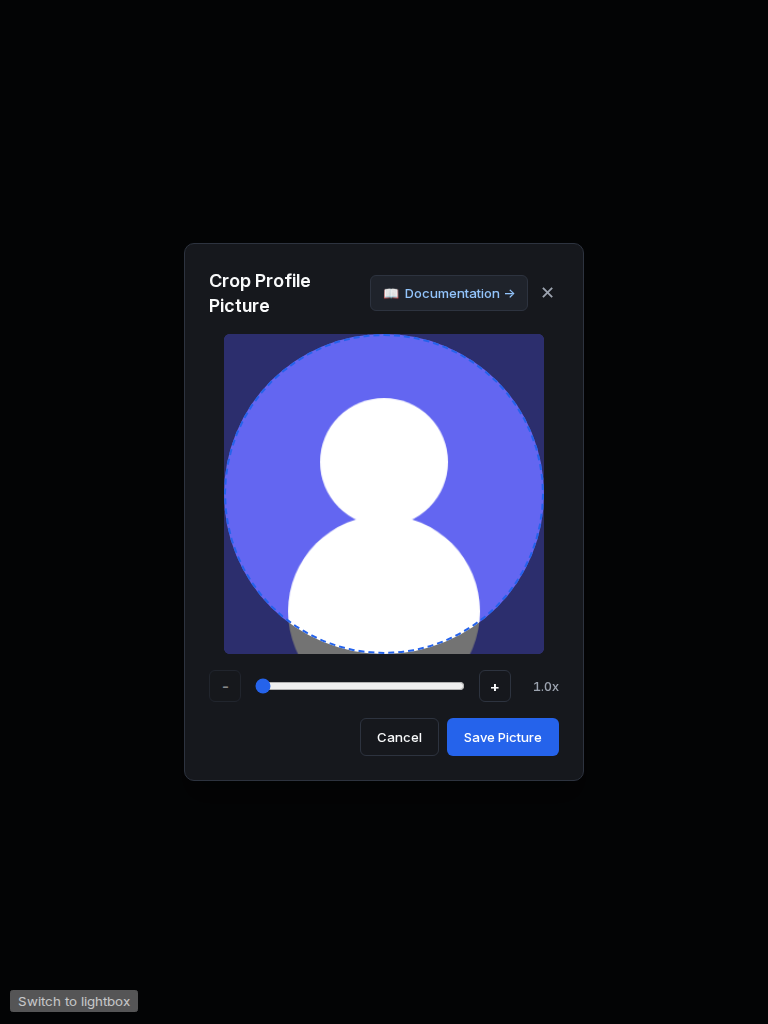 Crop Profile
Picture
📖 Documentation →
✕
-
+
1.0x
Cancel
Save Picture
Switch to lightbox